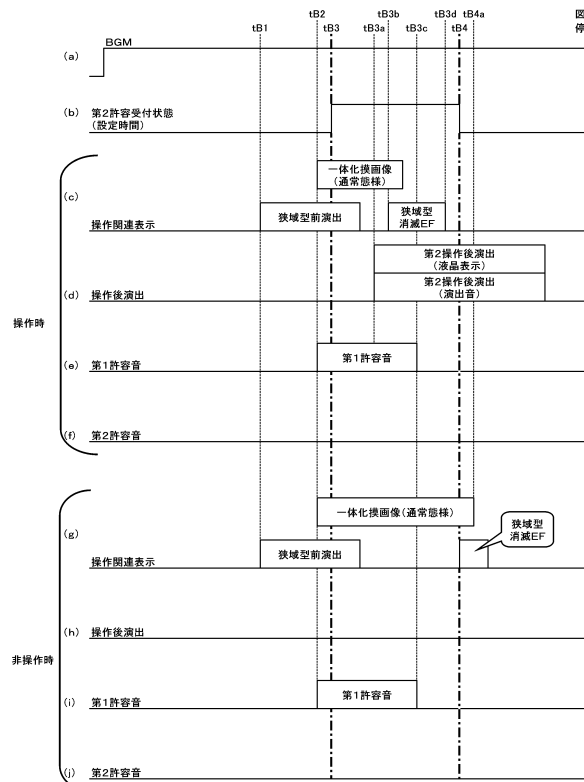 tB2 tB3b tB3d tB4a 図
tB1 tB3 tB3a tB3c tB4 停
BGM
(a)
(b) 第2許容受付状態
(設定時間)
一体化摸画像
(通常態様)
(c)
狭域型前演出
狭域型
消滅EF
操作関連表示
第2操作後演出
(液晶表示)
第2操作後演出
(演出音)
(d) 操作後演出
操作時
第1許容音
(e) 第1許容音
(f) 第2許容音
一体化摸画像(通常態様)
狭域型
消滅EF
(g)
狭域型前演出
操作関連表示
(h) 操作後演出
非操作時
第1許容音
(i) 第1許容音
(j) 第2許容音